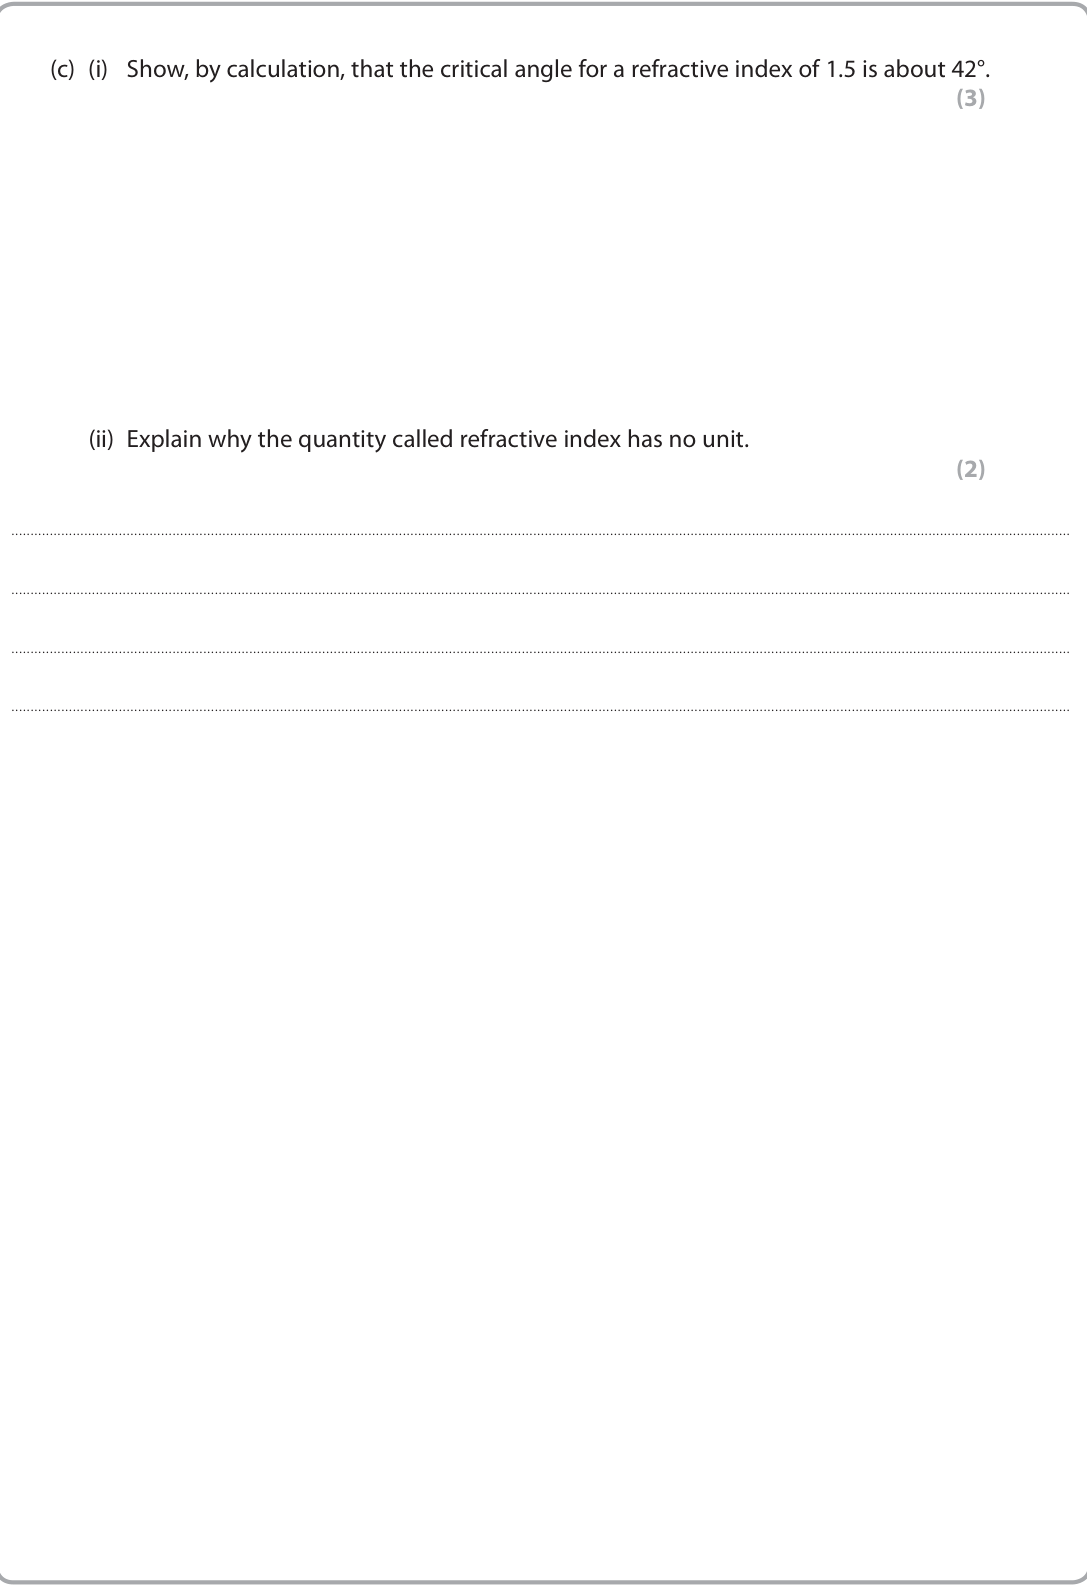 (c) (i) Show, by calculation, that the critical angle for a refractive index of 1.5 is about 42°.
(3)
(ii) Explain why the quantity called refractive index has no unit.
(2)